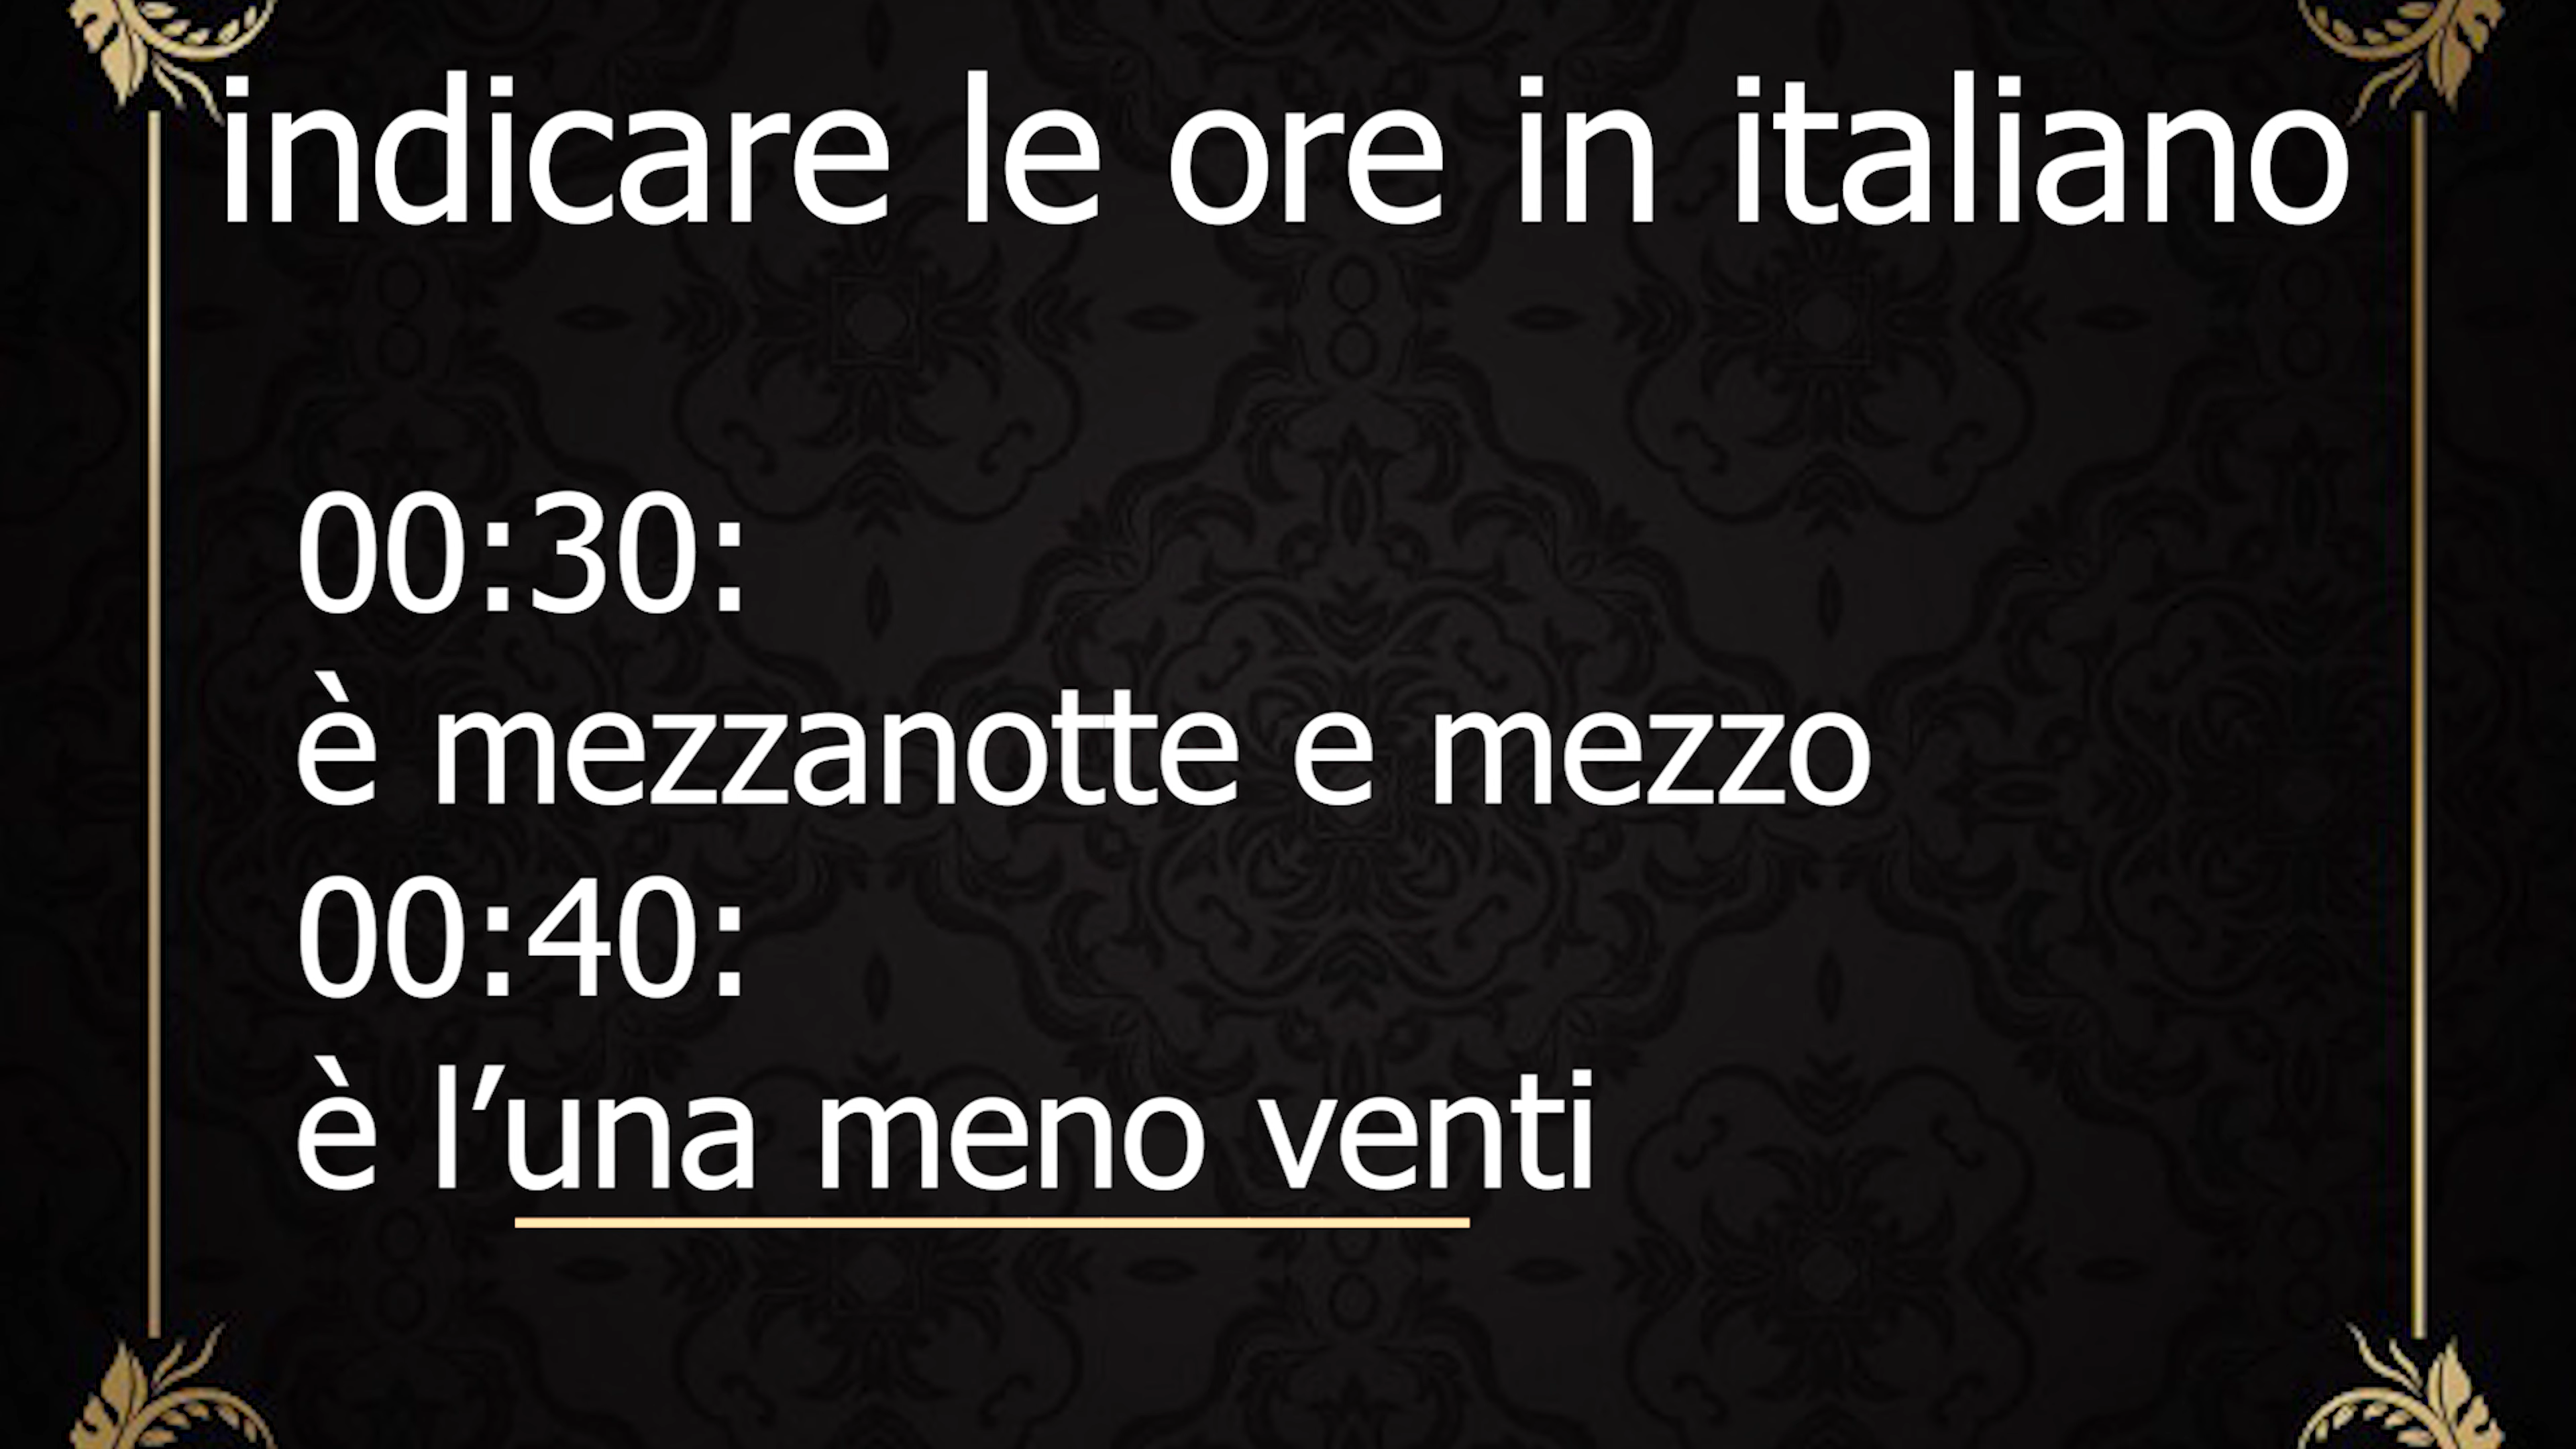 indicare le ore in italiano
00:30:
è mezzanotte e mezzo
00:40:
è l’una meno venti